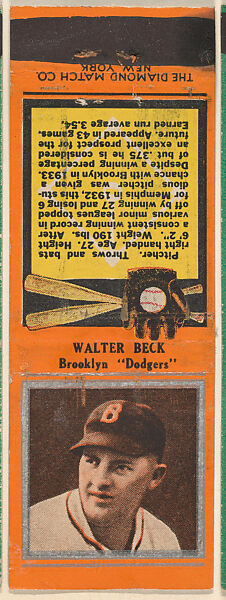 THE DIAMOND MATCH CO.
NEW YORK
Pitcher. Throws and bats
right handed. Age 27. Height
6' 2". Weight 190 lbs. After
a consistent winning record in
various minor leagues topped
off by winning 27 and losing 6
for Memphis in 1932, this stu
dious pitcher was given a
chance with Brooklyn in 1933.
Despite a winning percentage
of but .375 he is considered
an excellent prospect for the
future. Appeared in 43 games.
Earned run average 3.54.
WALTER BECK
Brooklyn "Dodgers"
B